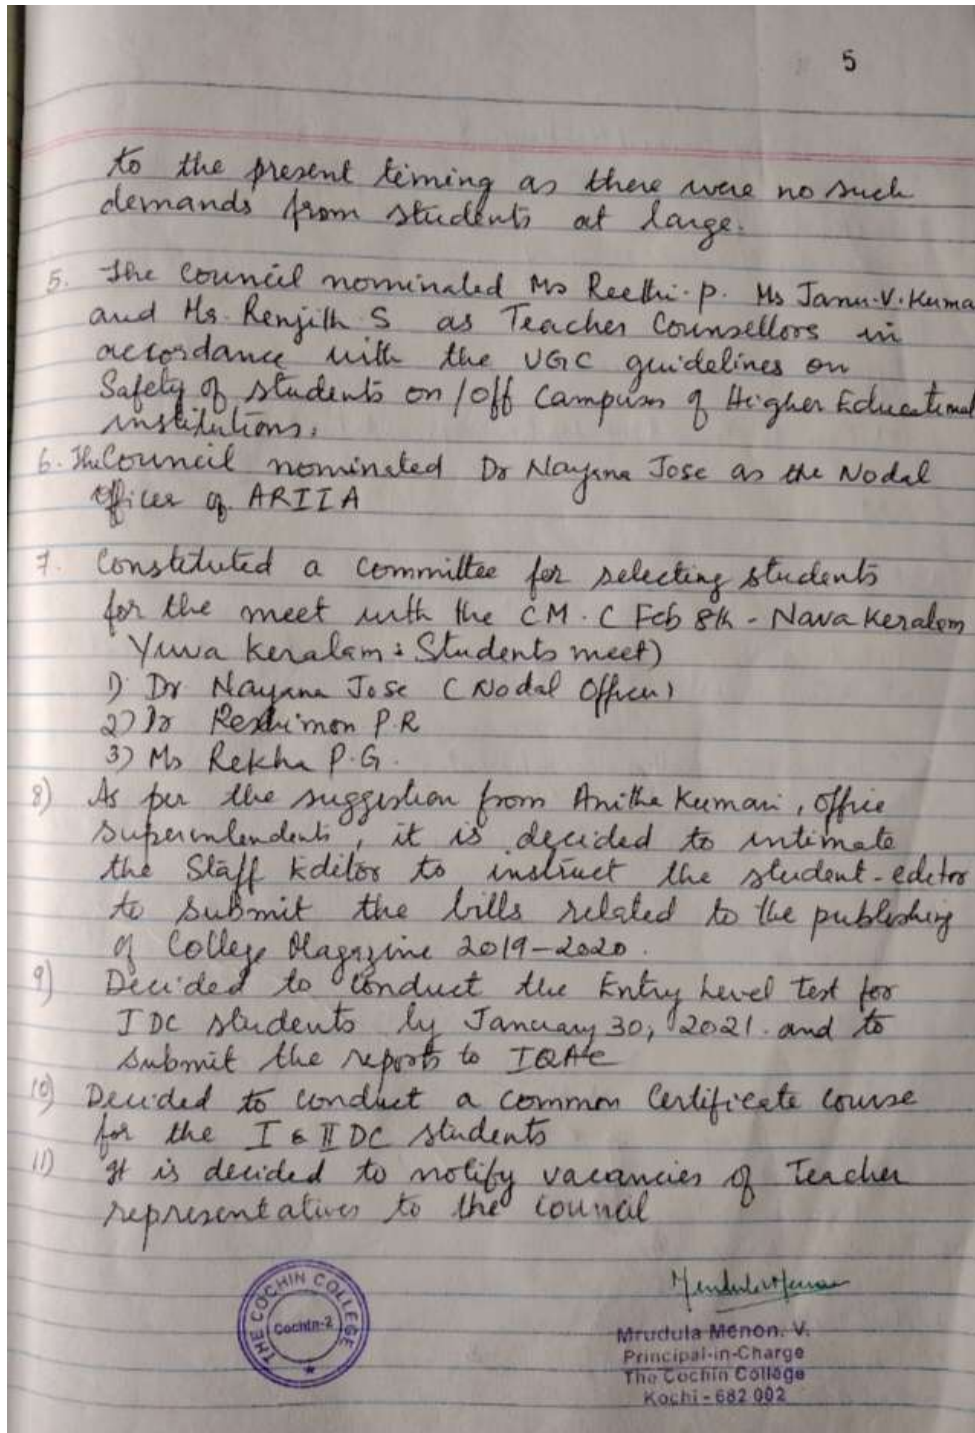 5
to the present timing as there were no such
demands from students at large.
5. The Council nominated Ms Reethi. P. Ms Janu. V. Kuma
and Mr. Renjith S as Teacher Counsellors in
accordance with the UGC guidelines on
Safety of students on/off campuses of Higher Educational
institutions.
6. The Council nominated Dr Nayana Jose as the Nodal
Officer of ARIIA
7. Constituted a committee for selecting students
for the meet with the CM. ( Feb 8th - Nava Keralam
Yuva Keralam : Students meet)
1) Dr Nayana Jose (Nodal Officer)
2) Dr Reshimon P.R
3) Ms Rekha P.G.
8) As per the suggestion from Anitha Kumari, Office
Superintendent, it is decided to intimate
the Staff Editor to instruct the student-editor
to submit the bills related to the publishing
of College Magazine 2019-2020.
9) Decided to conduct the Entry Level Test for
I DC students by January 30, 2021. and to
submit the reports to IQAC
10) Decided to conduct a common Certificate course
for the I & II DC students
11) It is decided to notify vacancies of Teacher
representatives to the council
THE COCHIN COLLEGE
Cochin-2
Mrudula Menon. V.
Principal-in-Charge
The Cochin College
Kochi - 682 002